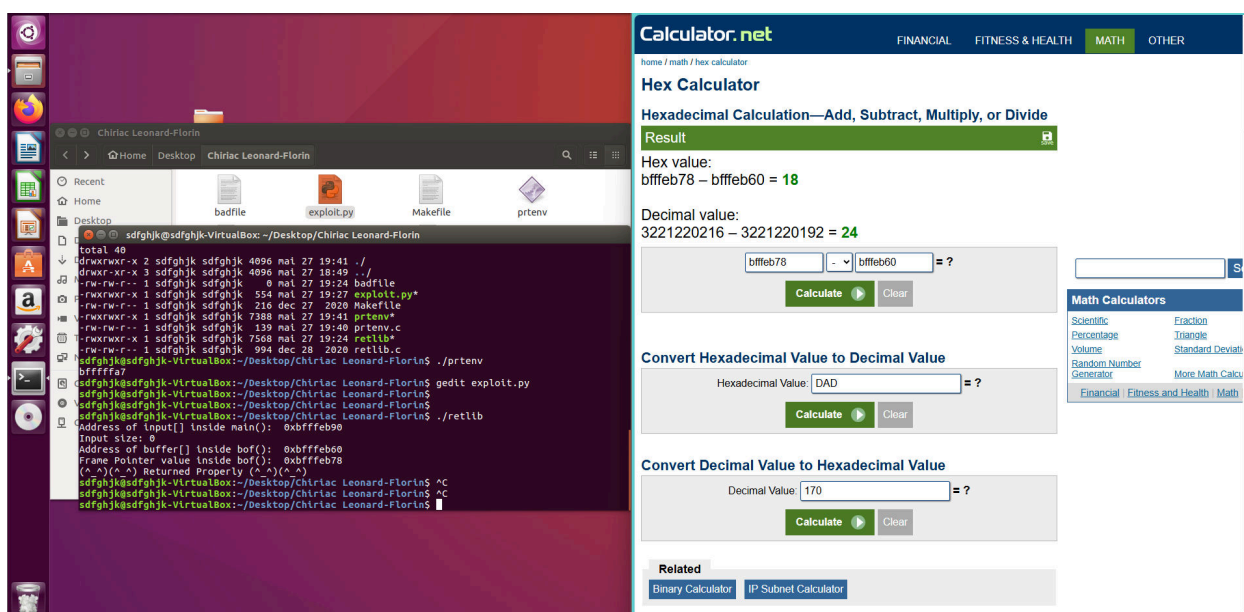 Chiriac Leonard-Florin
Home Desktop Chiriac Leonard-Florin
Recent
Home
Desktop
badfile exploit.py Makefile prtenv
sdfghjk@sdfghjk-VirtualBox: ~/Desktop/Chiriac Leonard-Florin
total 40
drwxrwxr-x 2 sdfghjk sdfghjk 4096 mai 27 19:41 ./
drwxr-xr-x 3 sdfghjk sdfghjk 4096 mai 27 18:49 ../
-rw-rw-r-- 1 sdfghjk sdfghjk 0 mai 27 19:24 badfile
-rwxrwxr-x 1 sdfghjk sdfghjk 554 mai 27 19:27 exploit.py*
-rw-rw-r-- 1 sdfghjk sdfghjk 216 dec 27 2020 Makefile
-rwxrwxr-x 1 sdfghjk sdfghjk 7388 mai 27 19:41 prtenv*
-rw-rw-r-- 1 sdfghjk sdfghjk 139 mai 27 19:40 prtenv.c
-rwxrwxr-x 1 sdfghjk sdfghjk 7568 mai 27 19:24 retlib*
-rw-rw-r-- 1 sdfghjk sdfghjk 994 dec 28 2020 retlib.c
sdfghjk@sdfghjk-VirtualBox:~/Desktop/Chiriac Leonard-Florin$ ./prtenv
bfffffa7
sdfghjk@sdfghjk-VirtualBox:~/Desktop/Chiriac Leonard-Florin$ gedit exploit.py
sdfghjk@sdfghjk-VirtualBox:~/Desktop/Chiriac Leonard-Florin$
sdfghjk@sdfghjk-VirtualBox:~/Desktop/Chiriac Leonard-Florin$
sdfghjk@sdfghjk-VirtualBox:~/Desktop/Chiriac Leonard-Florin$ ./retlib
Address of input[] inside main(): 0xbfffeb90
Input size: 0
Address of buffer[] inside bof(): 0xbfffeb60
Frame Pointer value inside bof(): 0xbfffeb78
(^_^)(^_^) Returned Properly (^_^)(^_^)
sdfghjk@sdfghjk-VirtualBox:~/Desktop/Chiriac Leonard-Florin$ ^C
sdfghjk@sdfghjk-VirtualBox:~/Desktop/Chiriac Leonard-Florin$ ^C
sdfghjk@sdfghjk-VirtualBox:~/Desktop/Chiriac Leonard-Florin$
Calculator.net
FINANCIAL FITNESS & HEALTH MATH OTHER
home / math / hex calculator
Hex Calculator
Hexadecimal Calculation—Add, Subtract, Multiply, or Divide
Result
save
Hex value:
bfffeb78 – bfffeb60 = 18
Decimal value:
3221220216 – 3221220192 = 24
bfffeb78 - bfffeb60 = ?
Calculate Clear
Convert Hexadecimal Value to Decimal Value
Hexadecimal Value: DAD = ?
Calculate Clear
Convert Decimal Value to Hexadecimal Value
Decimal Value: 170 = ?
Calculate Clear
Related
Binary Calculator IP Subnet Calculator
Math Calculators
Scientific Fraction
Percentage Triangle
Volume Standard Deviati
Random Number
Generator More Math Calcu
Financial | Fitness and Health | Math